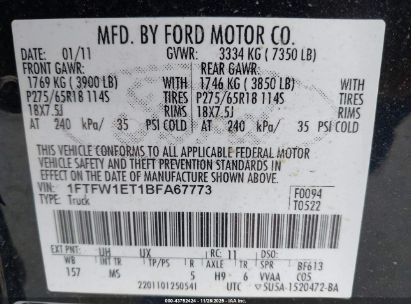 MFD. BY FORD MOTOR CO.
DATE: 01/11 GVWR: 3334 KG (7350 LB)
FRONT GAWR: REAR GAWR:
1769 KG (3900 LB) WITH 1746 KG (3850 LB) WITH
P275/65R18 114S TIRES P275/65R18 114S TIRES
18X7.5J RIMS 18X7.5J RIMS
AT 240 kPa/ 35 PSI COLD AT 240 kPa/ 35 PSI COLD
THIS VEHICLE CONFORMS TO ALL APPLICABLE FEDERAL MOTOR
VEHICLE SAFETY STANDARDS IN
EFFECT ON THE DATE OF MANUFACTURE SHOWN ABOVE.
VIN: 1FTFW1ET1BFA67773 F0094
TYPE: Truck T0522
EXT PNT: UH UX RC: 11 DSO:
WB INT TR TP/PS R AXLE TR SPR BF613
157 MS 5 H9 6 VVAA COS
2201101250541 SU5A-1520472-BA